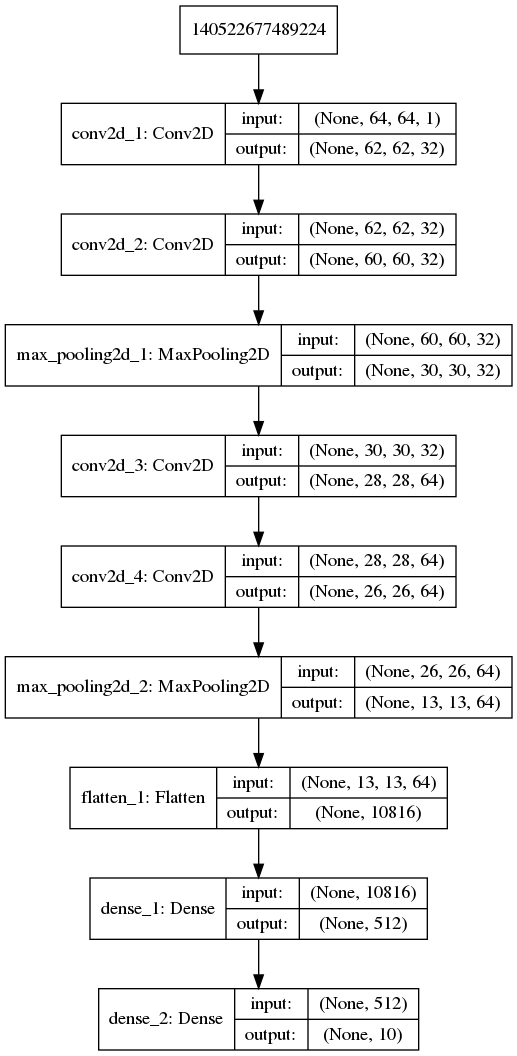 140522677489224
conv2d_1: Conv2D
input:
(None, 64, 64, 1)
output:
(None, 62, 62, 32)
conv2d_2: Conv2D
input:
(None, 62, 62, 32)
output:
(None, 60, 60, 32)
max_pooling2d_1: MaxPooling2D
input:
(None, 60, 60, 32)
output:
(None, 30, 30, 32)
conv2d_3: Conv2D
input:
(None, 30, 30, 32)
output:
(None, 28, 28, 64)
conv2d_4: Conv2D
input:
(None, 28, 28, 64)
output:
(None, 26, 26, 64)
max_pooling2d_2: MaxPooling2D
input:
(None, 26, 26, 64)
output:
(None, 13, 13, 64)
flatten_1: Flatten
input:
(None, 13, 13, 64)
output:
(None, 10816)
dense_1: Dense
input:
(None, 10816)
output:
(None, 512)
dense_2: Dense
input:
(None, 512)
output:
(None, 10)